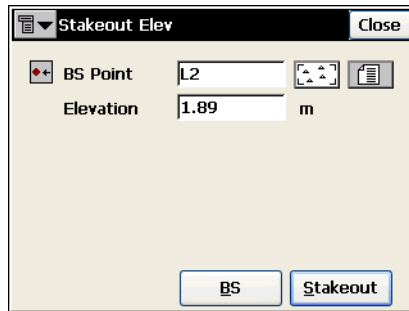 Stakeout Elev Close
BS Point L2
Elevation 1.89 m
BS Stakeout